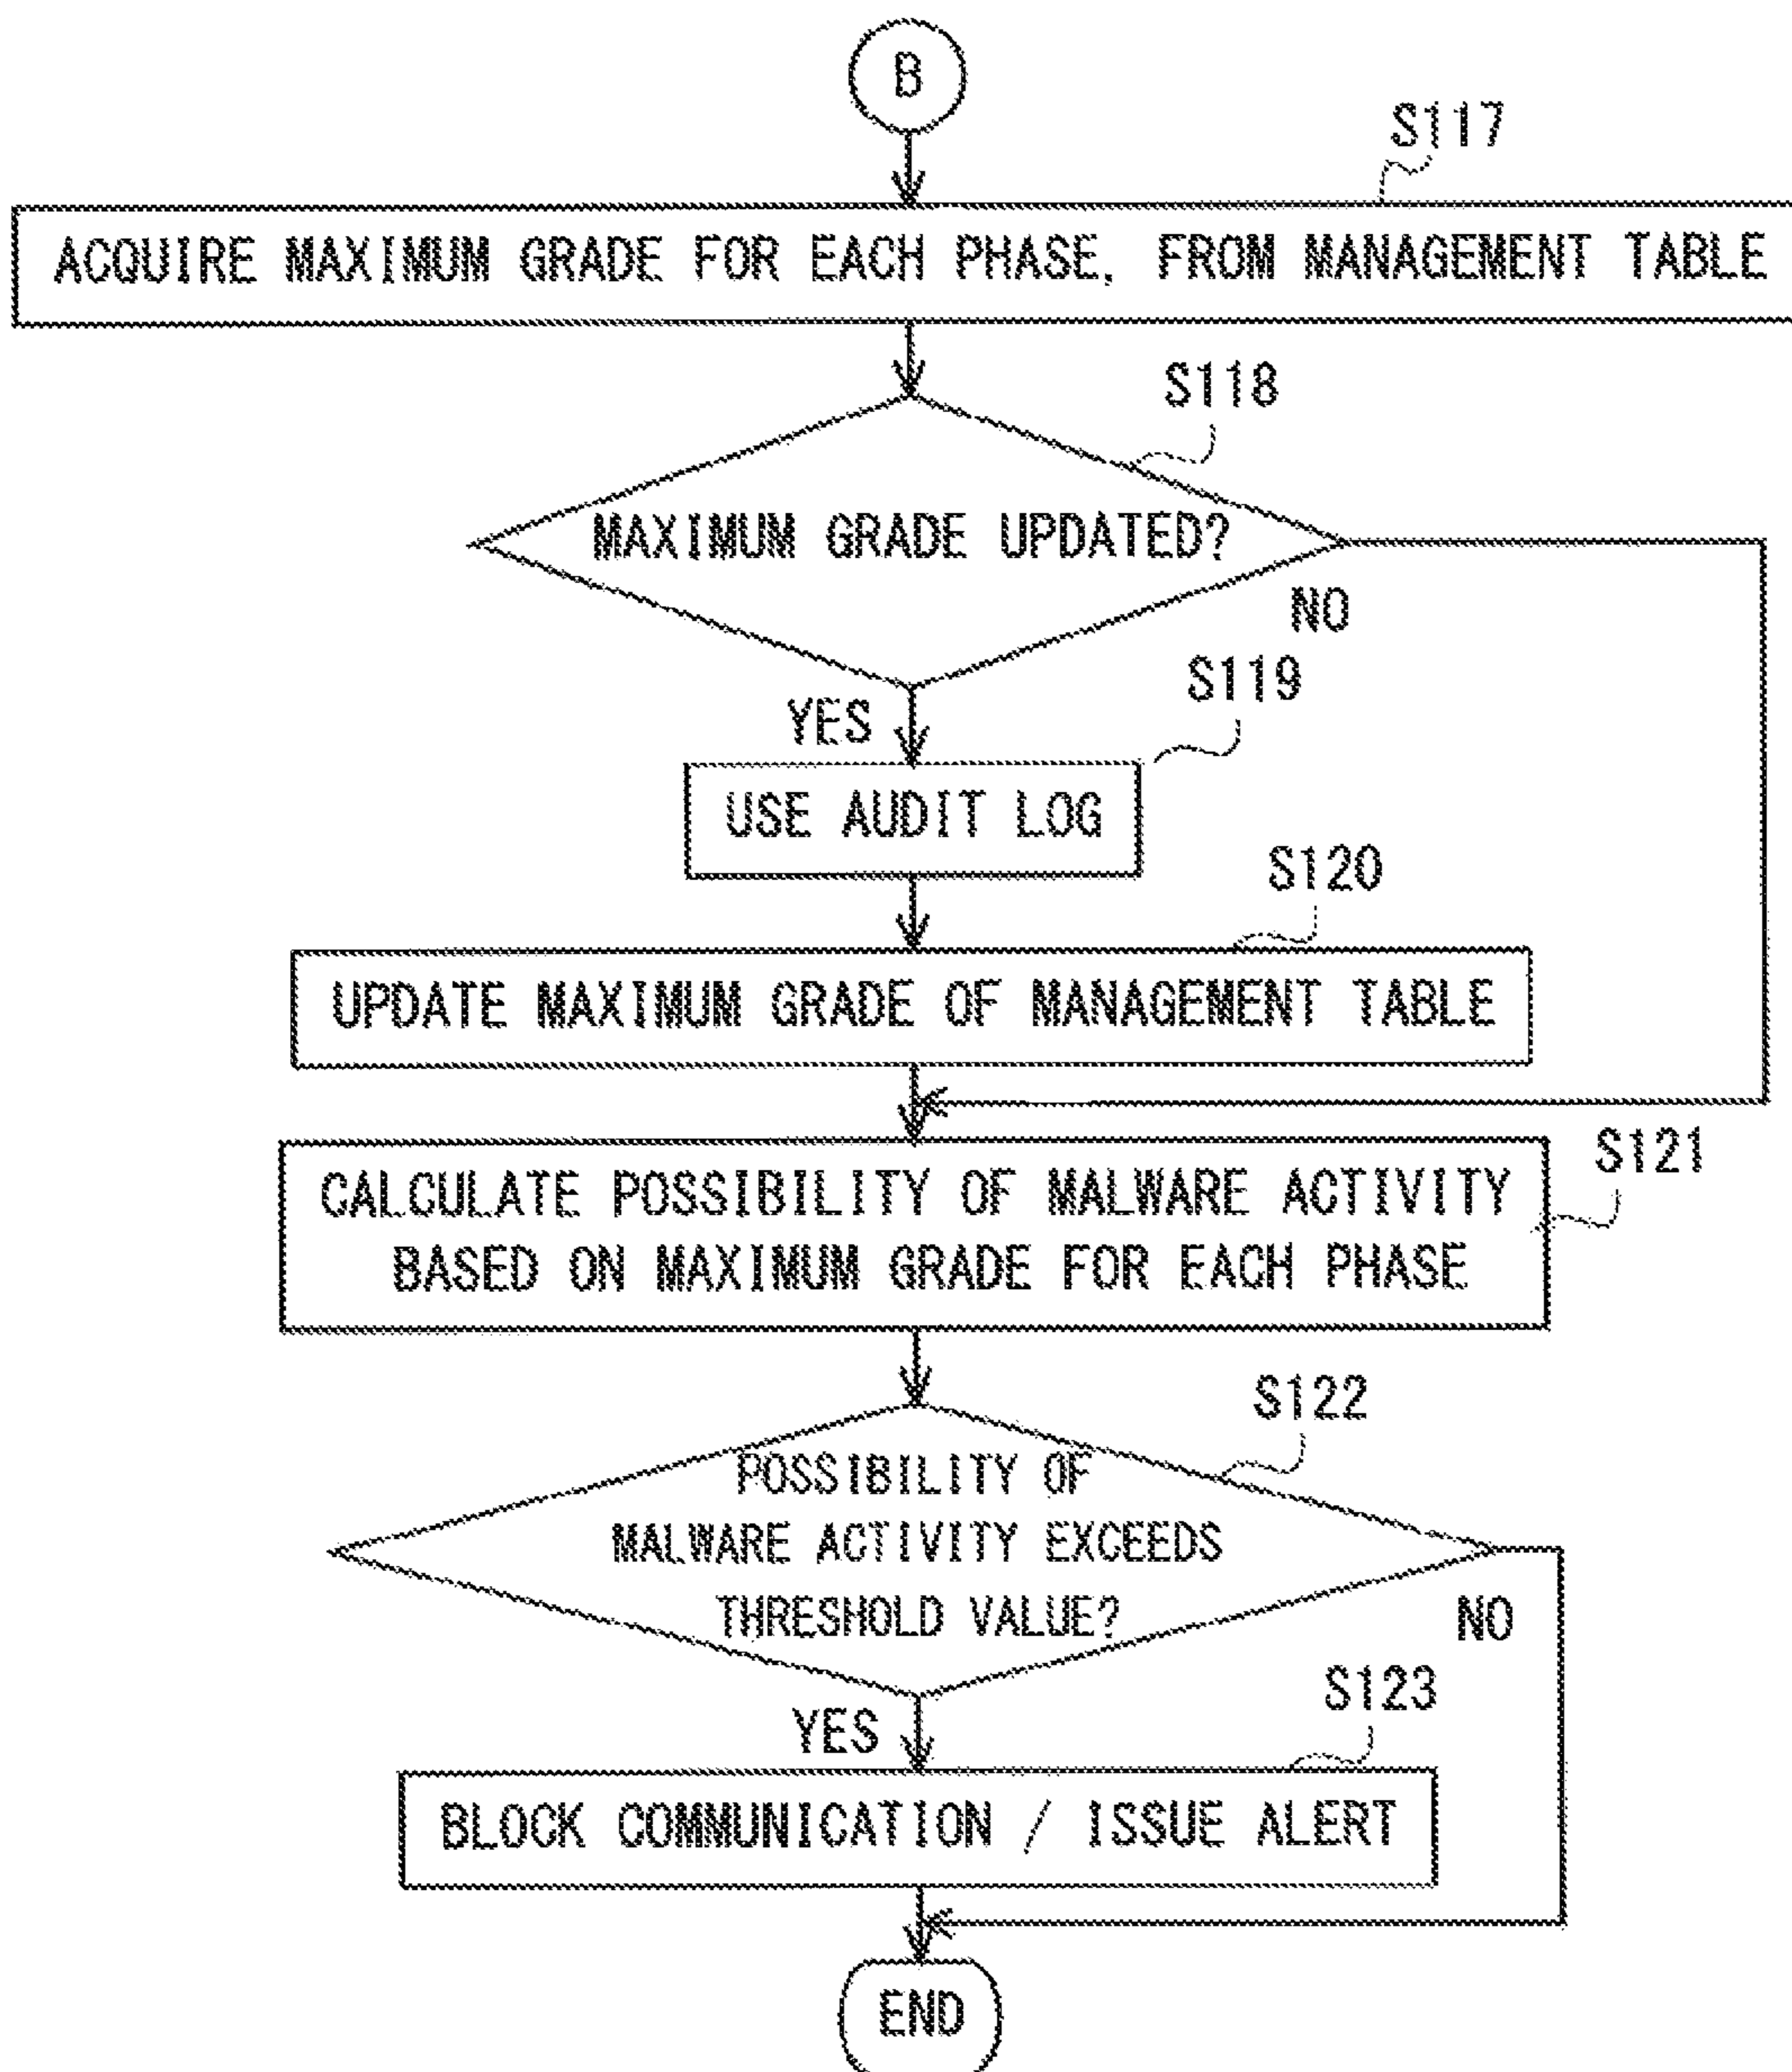 B
S117
ACQUIRE MAXIMUM GRADE FOR EACH PHASE, FROM MANAGEMENT TABLE
S118
MAXIMUM GRADE UPDATED?
NO
S119
YES
USE AUDIT LOG
S120
UPDATE MAXIMUM GRADE OF MANAGEMENT TABLE
S121
CALCULATE POSSIBILITY OF MALWARE ACTIVITY
BASED ON MAXIMUM GRADE FOR EACH PHASE
S122
POSSIBILITY OF
MALWARE ACTIVITY EXCEEDS
THRESHOLD VALUE?
NO
S123
YES
BLOCK COMMUNICATION / ISSUE ALERT
END